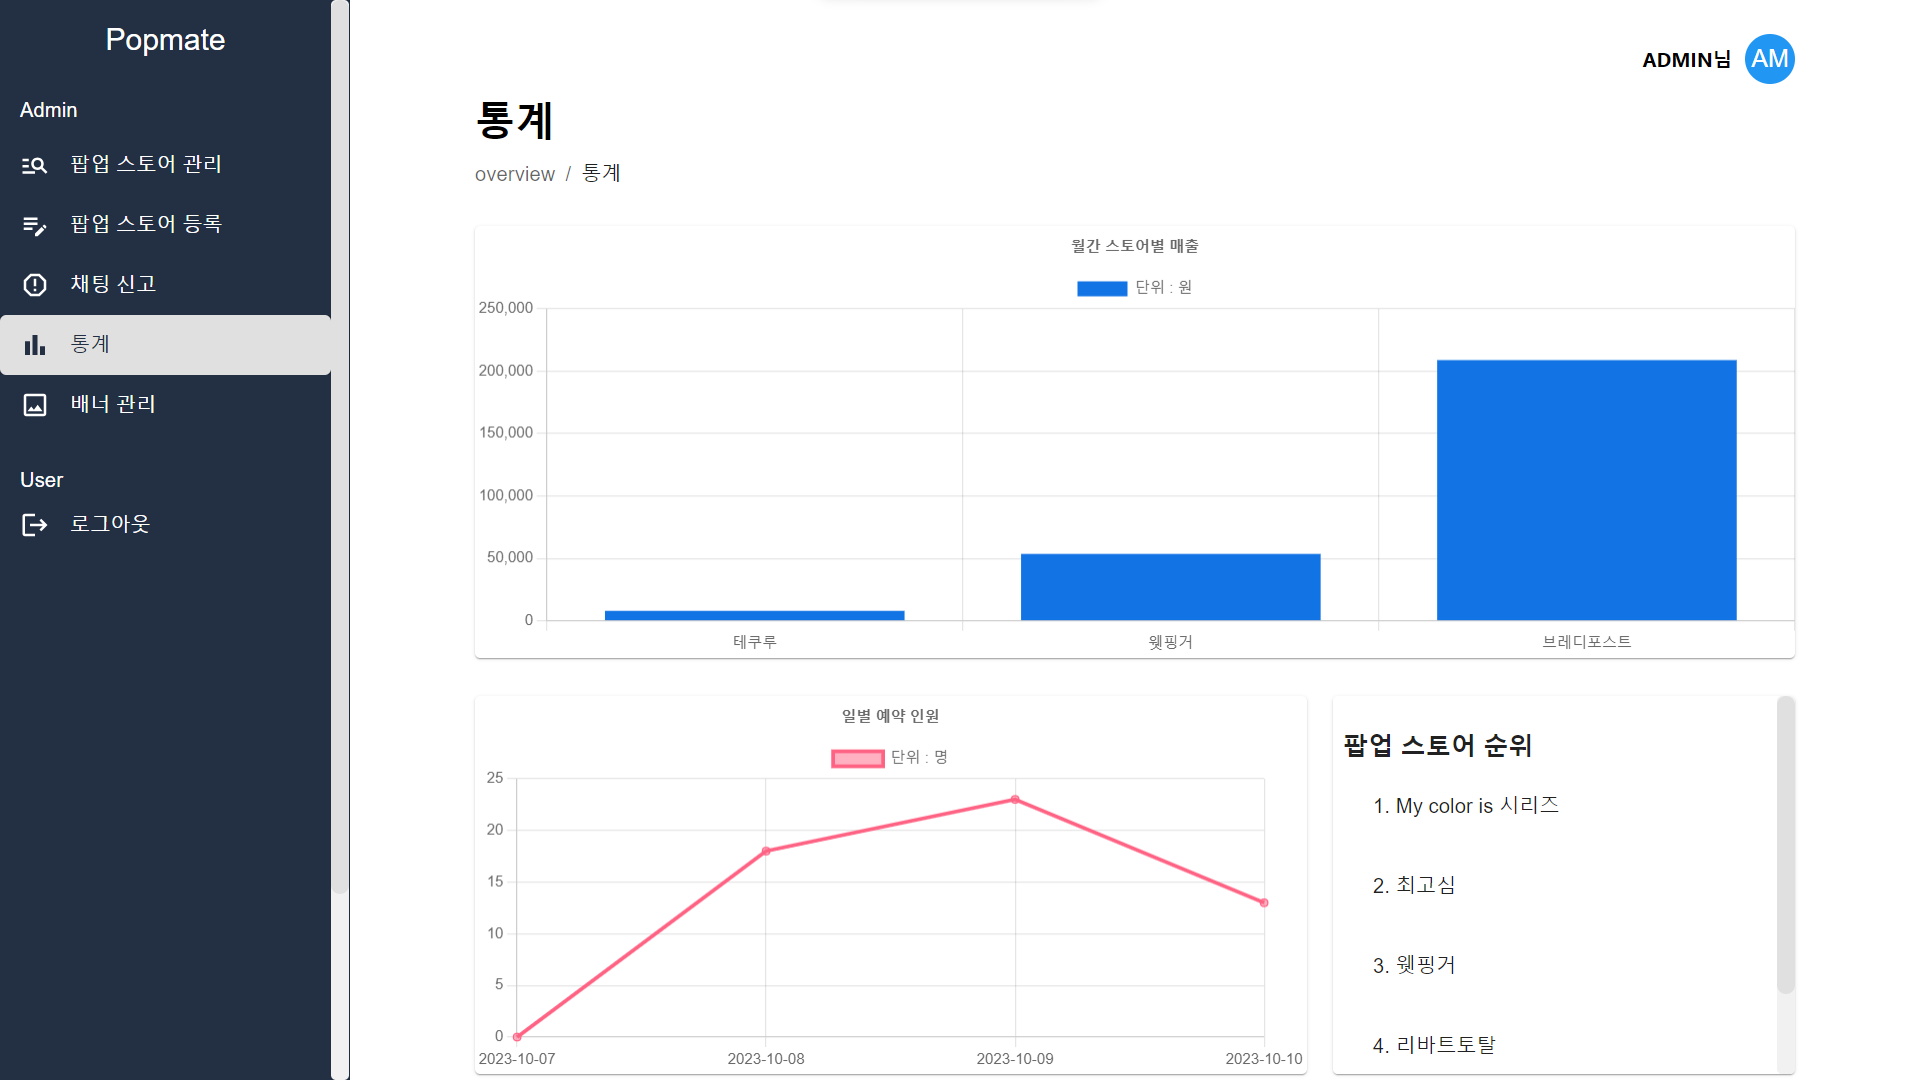 Popmate
Admin
팝업 스토어 관리
팝업 스토어 등록
채팅 신고
통계
배너 관리
User
로그아웃
ADMIN님 AM
통계
overview / 통계
월간 스토어별 매출
단위 : 원
250,000
200,000
150,000
100,000
50,000
0
테쿠루 웻핑거 브레디포스트
일별 예약 인원
단위 : 명
25
20
15
10
5
0
2023-10-07 2023-10-08 2023-10-09 2023-10-10
팝업 스토어 순위
1. My color is 시리즈
2. 최고심
3. 웻핑거
4. 리바트토탈